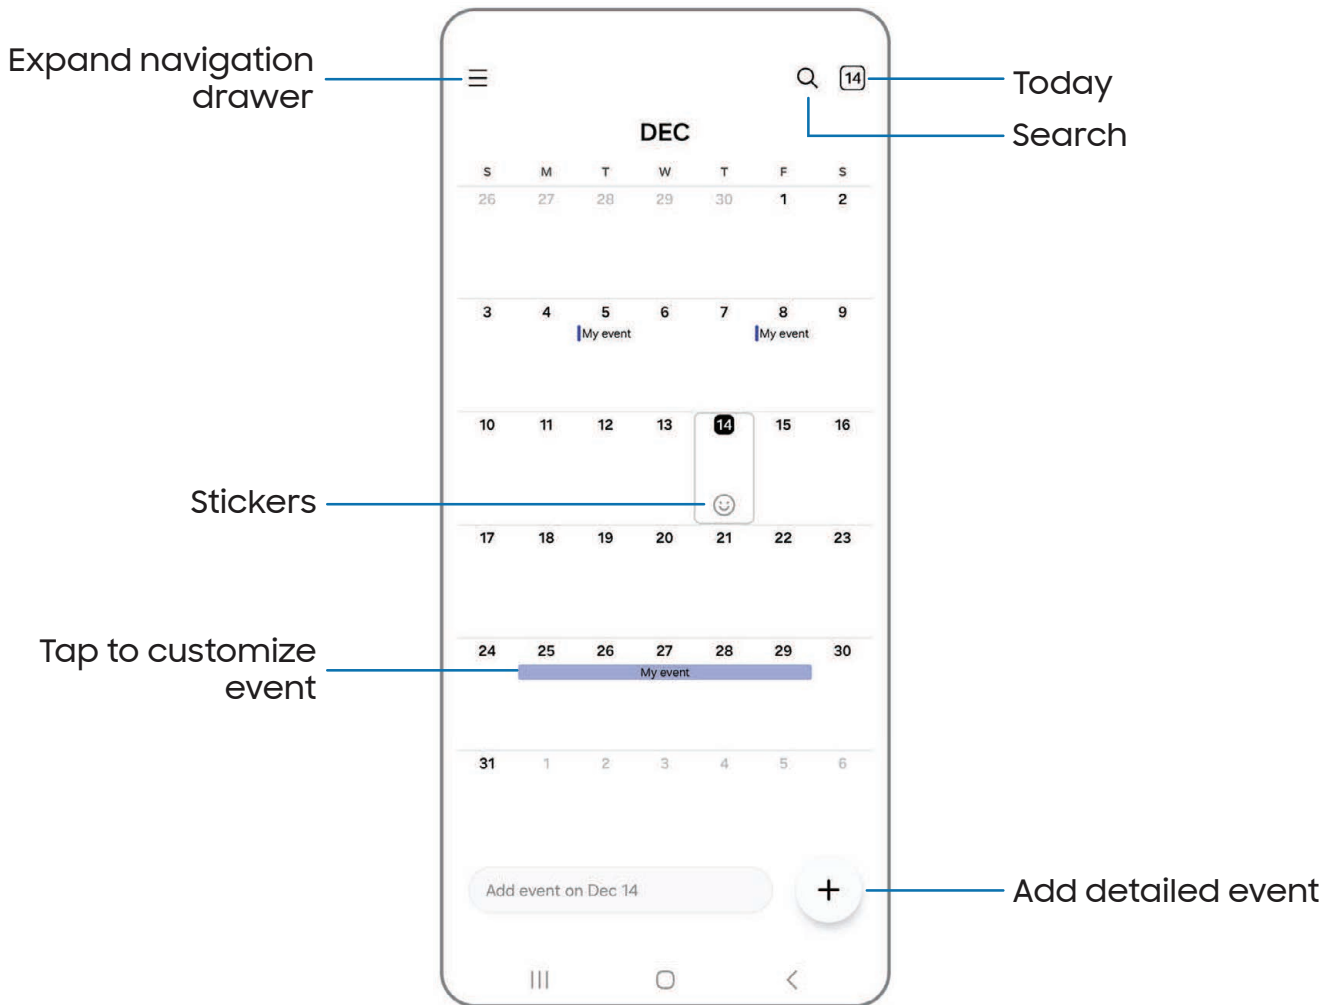 Expand navigation
drawer
14
Today
Search
DEC
S M T W T F S
26 27 28 29 30 1 2
3 4 5 6 7 8 9
My event My event
10 11 12 13 14 15 16
Stickers
17 18 19 20 21 22 23
Tap to customize
event
24 25 26 27 28 29 30
My event
31 1 2 3 4 5 6
Add event on Dec 14
Add detailed event